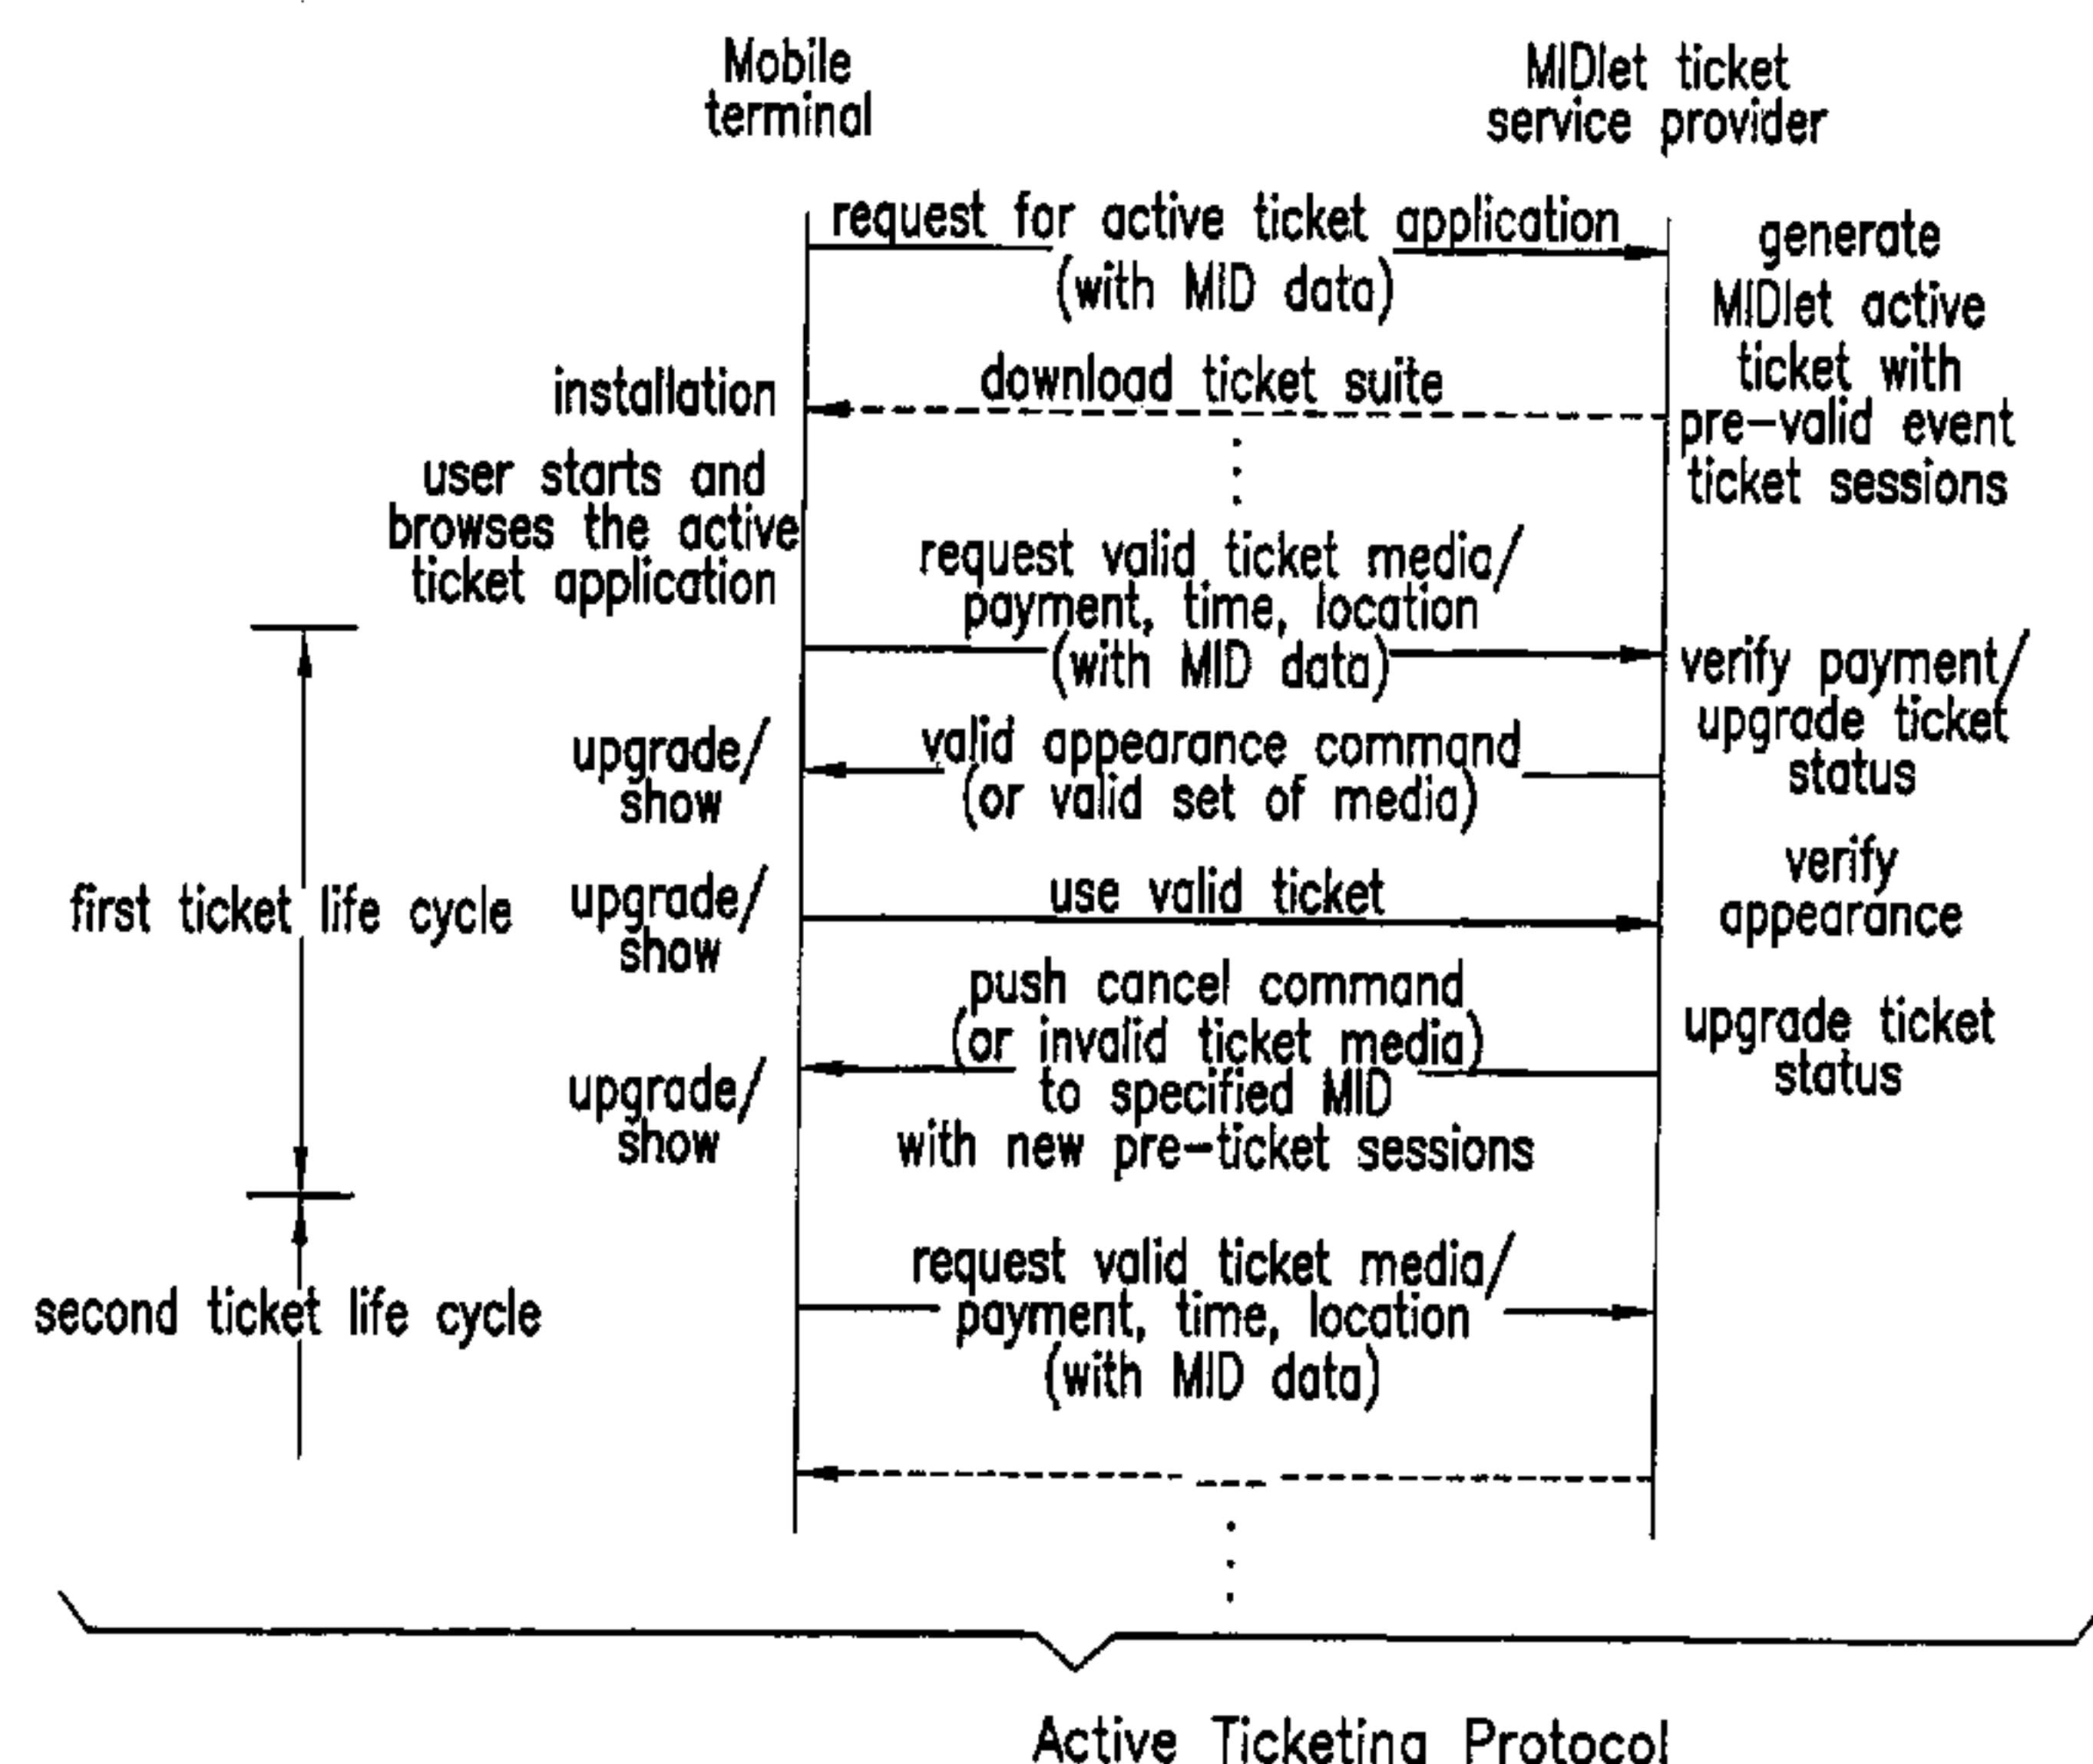 Mobile
terminal
MIDlet ticket
service provider
request for active ticket application
(with MID data)
generate
MIDlet active
ticket with
pre-valid event
ticket sessions
installation
download ticket suite
user starts and
browses the active
ticket application
request valid ticket media/
payment, time, location
(with MID data)
verify payment/
upgrade ticket
status
upgrade/
show
valid appearance command
(or valid set of media)
first ticket life cycle
upgrade/
show
use valid ticket
verify
appearance
push cancel command
(or invalid ticket media)
to specified MID
with new pre-ticket sessions
upgrade ticket
status
upgrade/
show
second ticket life cycle
request valid ticket media/
payment, time, location
(with MID data)
Active Ticketing Protocol